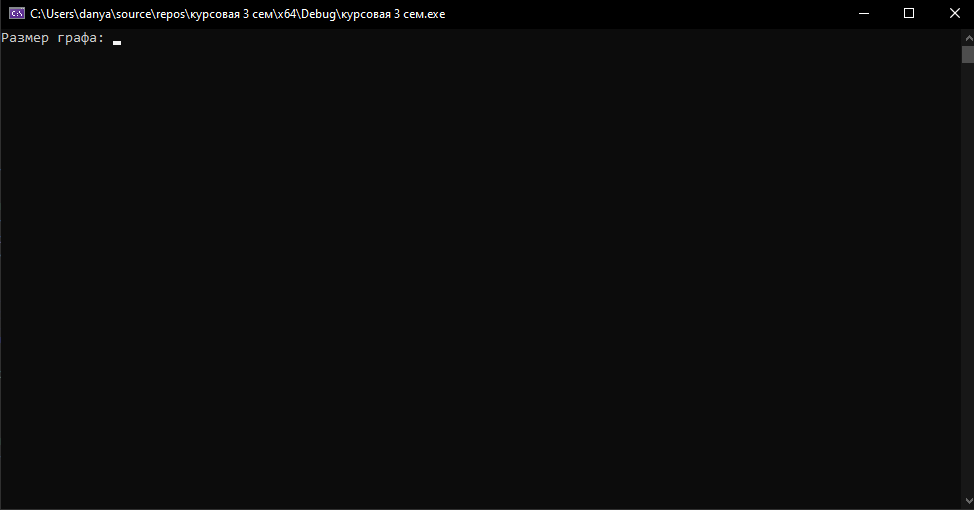 C:\Users\danya\source\repos\курсовая 3 сем\x64\Debug\курсовая 3 сем.exe
Размер графа: